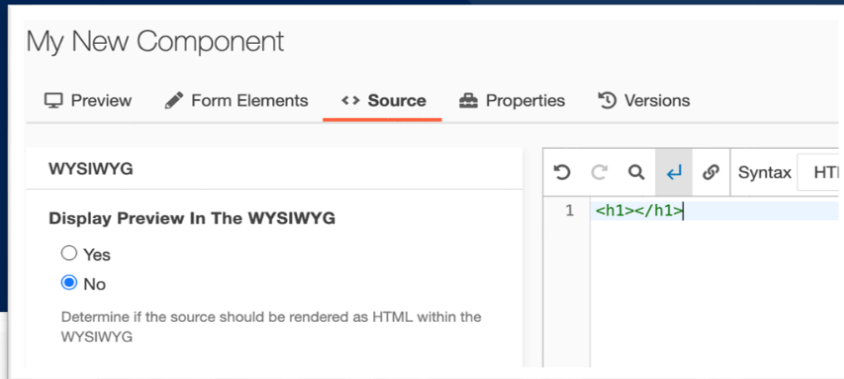 My New Component
Preview Form Elements <> Source Properties Versions
WYSIWYG
Syntax
Display Preview In The WYSIWYG
1 <h1></h1>
Yes
No
Determine if the source should be rendered as HTML within the
WYSIWYG